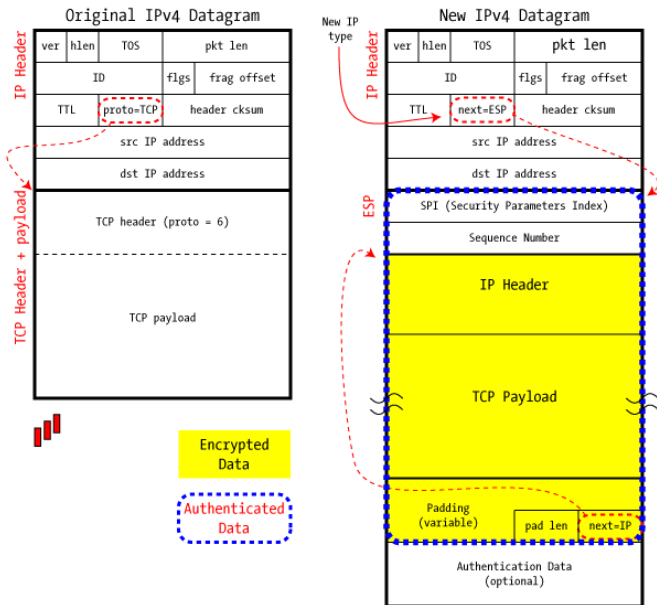 Original IPv4 Datagram
IP Header
ver
hlen
TOS
pkt len
ID
flgs
frag offset
TTL
proto=TCP
header cksum
src IP address
dst IP address
TCP Header + payload
TCP header (proto = 6)
TCP payload
Encrypted
Data
Authenticated
Data
New IPv4 Datagram
New IP
type
IP Header
ver
hlen
TOS
pkt len
ID
flgs
frag offset
TTL
next=ESP
header cksum
src IP address
dst IP address
ESP
SPI (Security Parameters Index)
Sequence Number
IP Header
TCP Payload
Padding
(variable)
pad len
next=IP
Authentication Data
(optional)